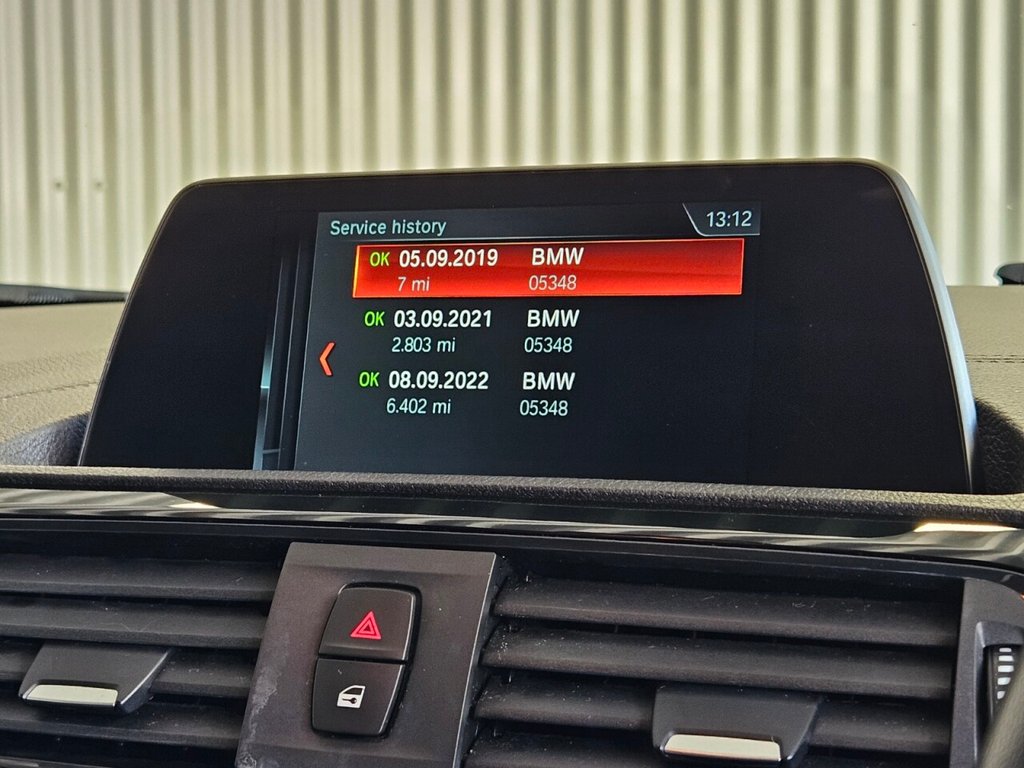 Service history
13:12
OK 05.09.2019 BMW
7 mi 05348
OK 03.09.2021 BMW
2.803 mi 05348
OK 08.09.2022 BMW
6.402 mi 05348